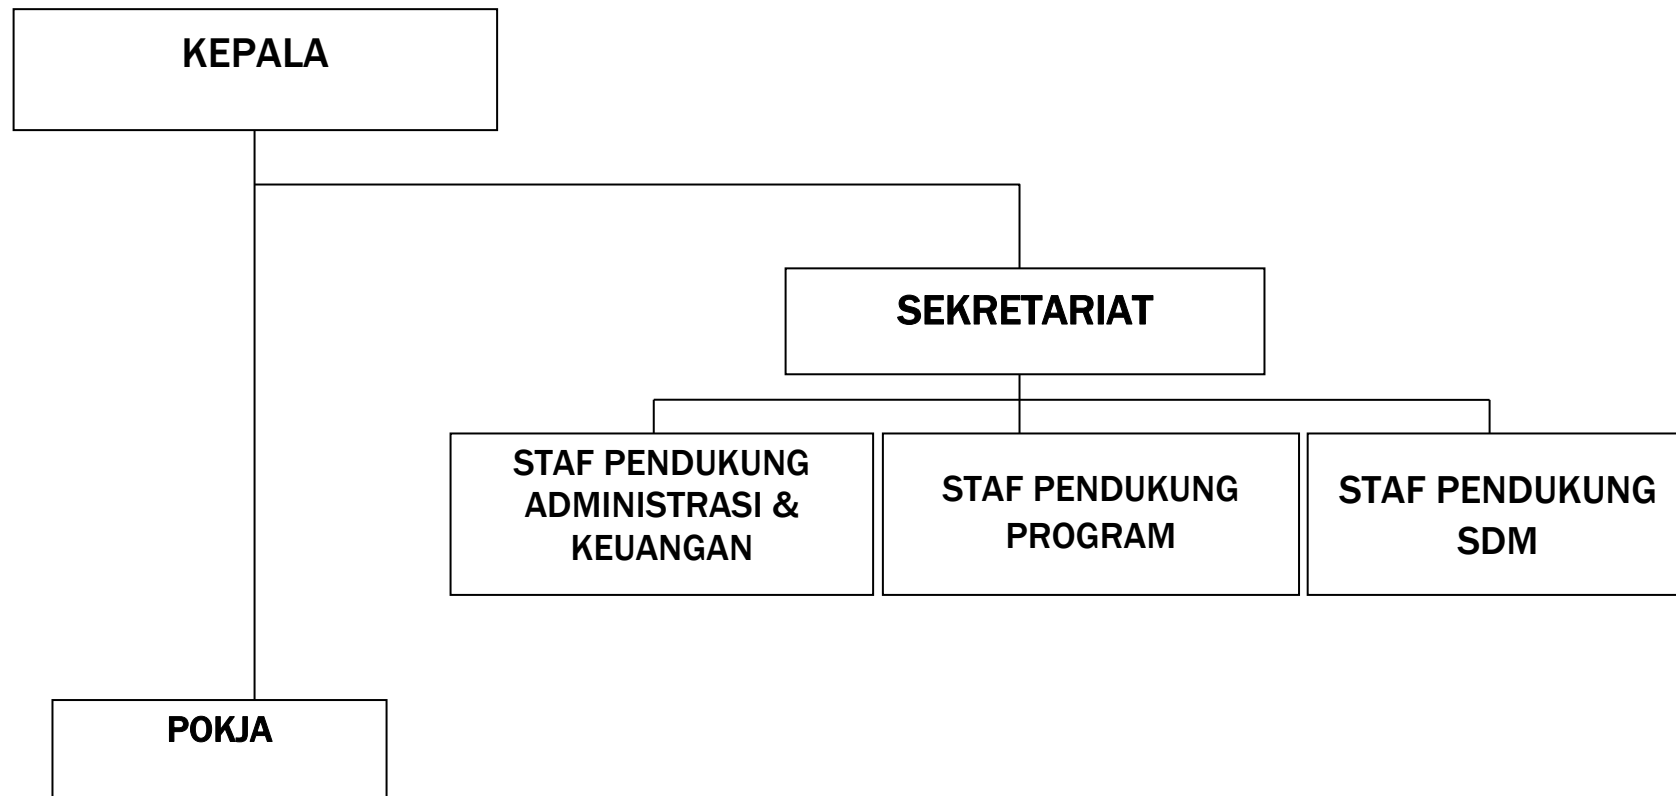 KEPALA
SEKRETARIAT
STAF PENDUKUNG
ADMINISTRASI &
KEUANGAN
STAF PENDUKUNG
PROGRAM
STAF PENDUKUNG
SDM
POKJA